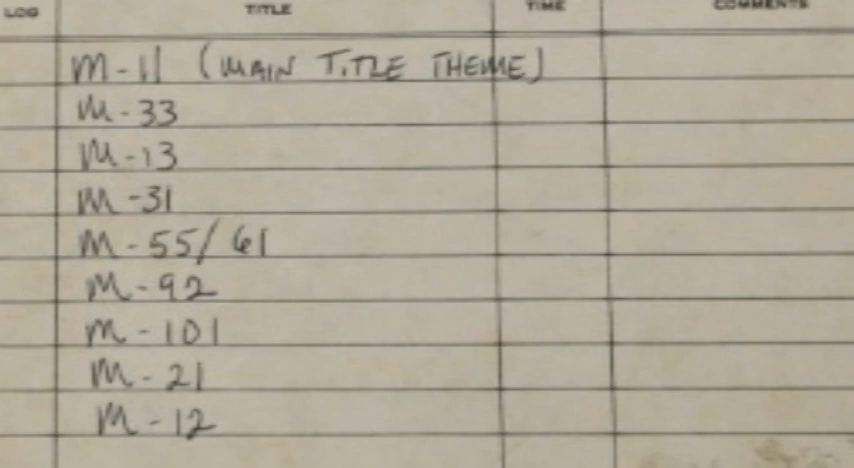 LOG TITLE TIME COMMENTS
M-11 (MAIN TITLE THEME)
M-33
M-13
M-31
M-55/61
M-92
M-101
M-21
M-12